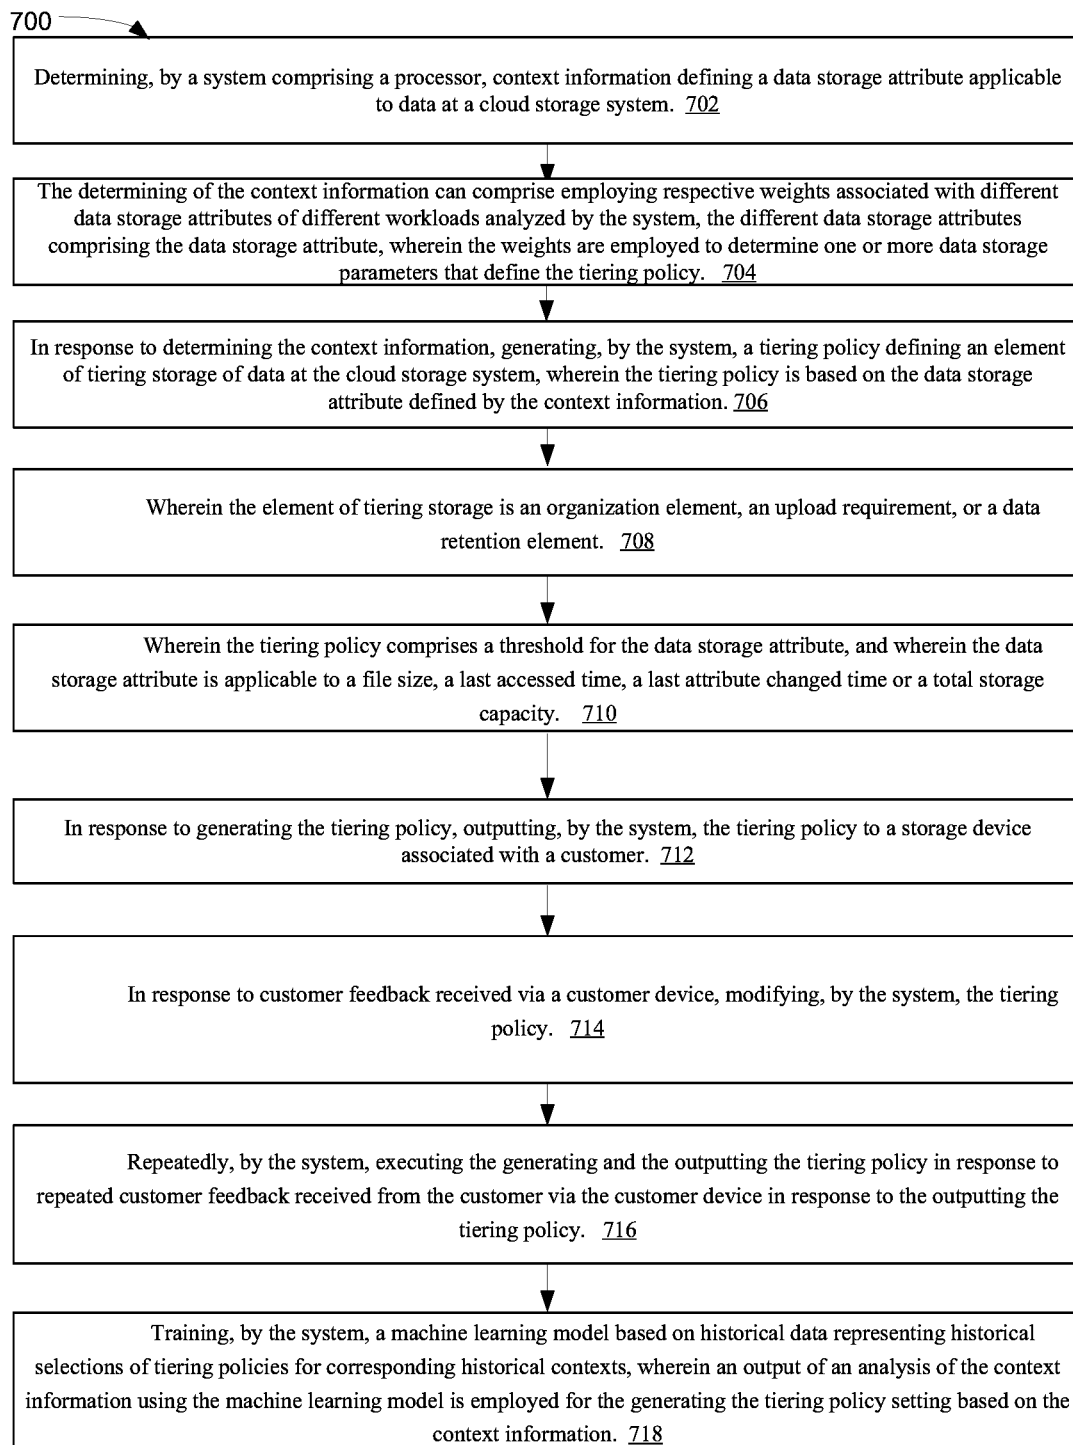 700
Determining, by a system comprising a processor, context information defining a data storage attribute applicable
to data at a cloud storage system. 702
The determining of the context information can comprise employing respective weights associated with different
data storage attributes of different workloads analyzed by the system, the different data storage attributes
comprising the data storage attribute, wherein the weights are employed to determine one or more data storage
parameters that define the tiering policy. 704
In response to determining the context information, generating, by the system, a tiering policy defining an element
of tiering storage of data at the cloud storage system, wherein the tiering policy is based on the data storage
attribute defined by the context information. 706
Wherein the element of tiering storage is an organization element, an upload requirement, or a data
retention element. 708
Wherein the tiering policy comprises a threshold for the data storage attribute, and wherein the data
storage attribute is applicable to a file size, a last accessed time, a last attribute changed time or a total storage
capacity. 710
In response to generating the tiering policy, outputting, by the system, the tiering policy to a storage device
associated with a customer. 712
In response to customer feedback received via a customer device, modifying, by the system, the tiering
policy. 714
Repeatedly, by the system, executing the generating and the outputting the tiering policy in response to
repeated customer feedback received from the customer via the customer device in response to the outputting the
tiering policy. 716
Training, by the system, a machine learning model based on historical data representing historical
selections of tiering policies for corresponding historical contexts, wherein an output of an analysis of the context
information using the machine learning model is employed for the generating the tiering policy setting based on the
context information. 718